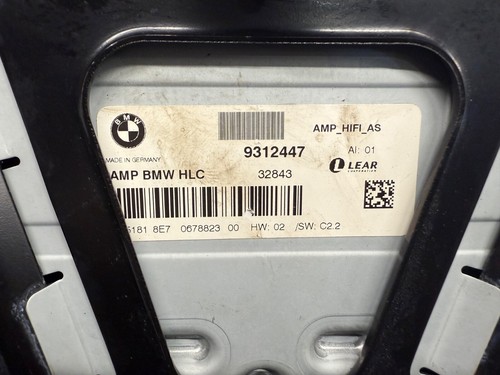 BMW
AMP_HIFI_AS
MADE IN GERMANY
9312447
AI: 01
AMP BMW HLC
32843
LEAR
CORPORATION
5181 8E7 0678823 00 HW: 02 /SW: C2.2